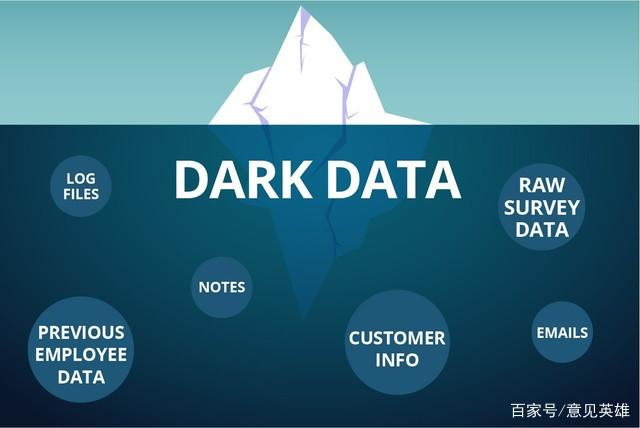 DARK DATA
LOG
FILES
RAW
SURVEY
DATA
NOTES
PREVIOUS
EMPLOYEE
DATA
CUSTOMER
INFO
EMAILS
百家号/意见英雄